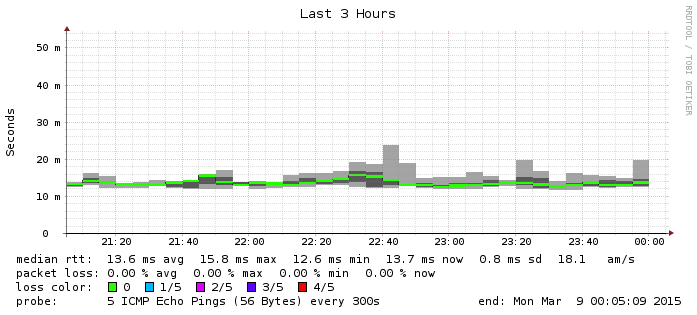 Last 3 Hours
RRDTOOL / TOBI OETIKER
Seconds
50 m
40 m
30 m
20 m
10 m
0
21:20 21:40 22:00 22:20 22:40 23:00 23:20 23:40 00:00
median rtt: 13.6 ms avg 15.8 ms max 12.6 ms min 13.7 ms now 0.8 ms sd 18.1 am/s
packet loss: 0.00 % avg 0.00 % max 0.00 % min 0.00 % now
loss color: 0 1/5 2/5 3/5 4/5
probe: 5 ICMP Echo Pings (56 Bytes) every 300s end: Mon Mar 9 00:05:09 2015